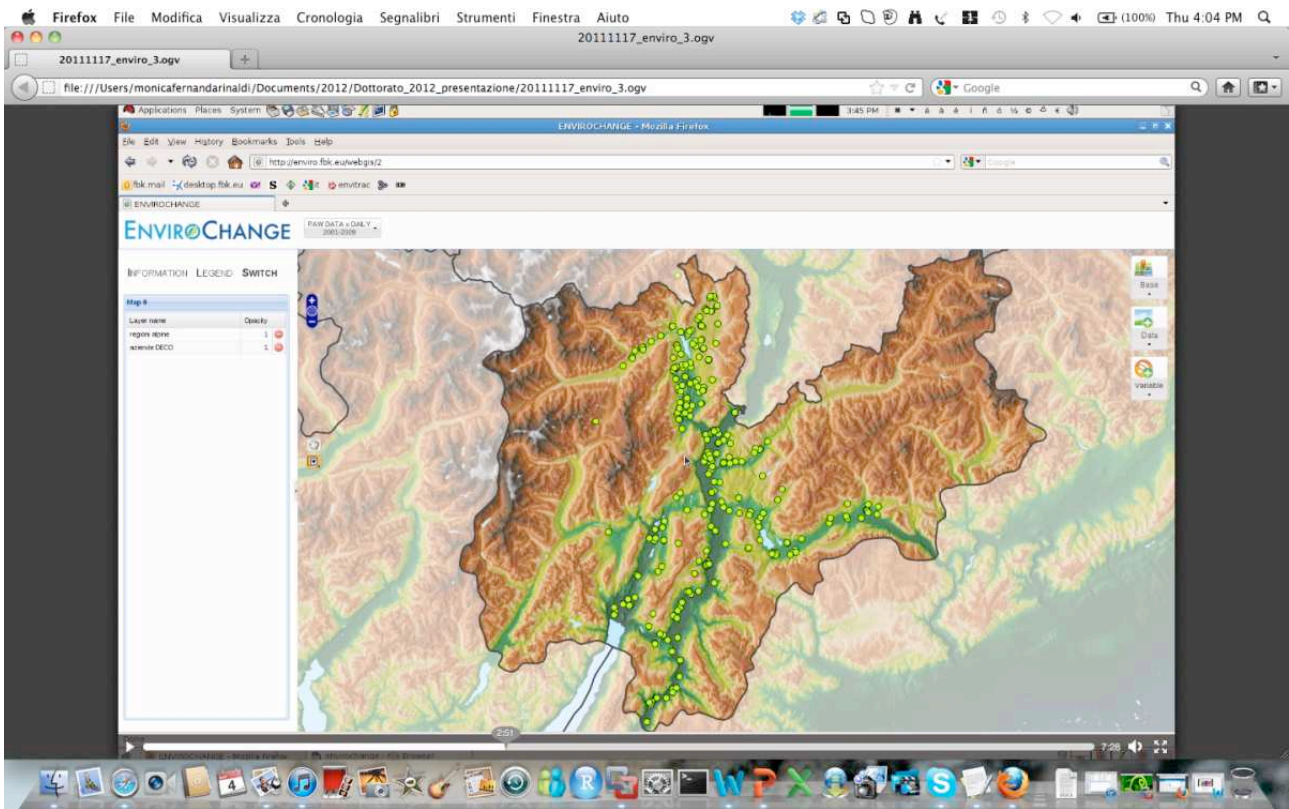 Firefox File Modifica Visualizza Cronologia Segnalibri Strumenti Finestra Aiuto (100%) Thu 4:04 PM
20111117_enviro_3.ogv
20111117_enviro_3.ogv
file:///Users/monicafernandarinaldi/Documents/2012/Dottorato_2012_presentazione/20111117_enviro_3.ogv Google
Applications Places System 3:45 PM
ENVIROCHANGE - Mozilla Firefox
File Edit View History Bookmarks Tools Help
http://enviro.fbk.eu/webgis/2 Google
fbk.mail desktop.fbk.eu S it envitrac
ENVIROCHANGE
ENVIROCHANGE RAW DATA x DAILY
2001-2009
INFORMATION LEGEND SWITCH
Layer name Opacity
regioni alpine 1
aziende DECO 1
Base
Data
Variable
2:51
7:28
4